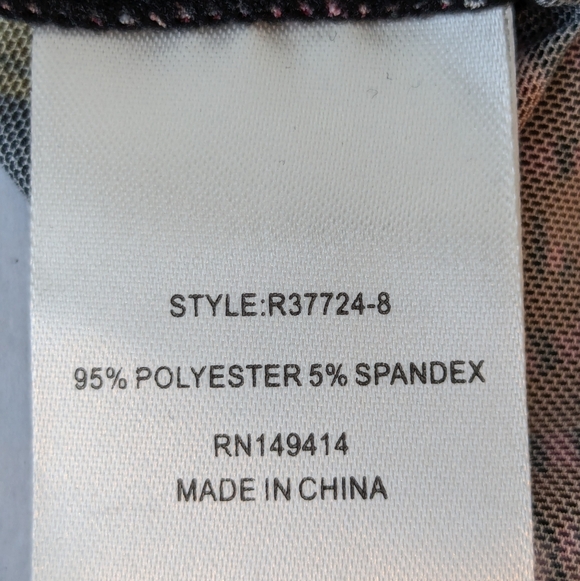 STYLE:R37724-8
95% POLYESTER 5% SPANDEX
RN149414
MADE IN CHINA